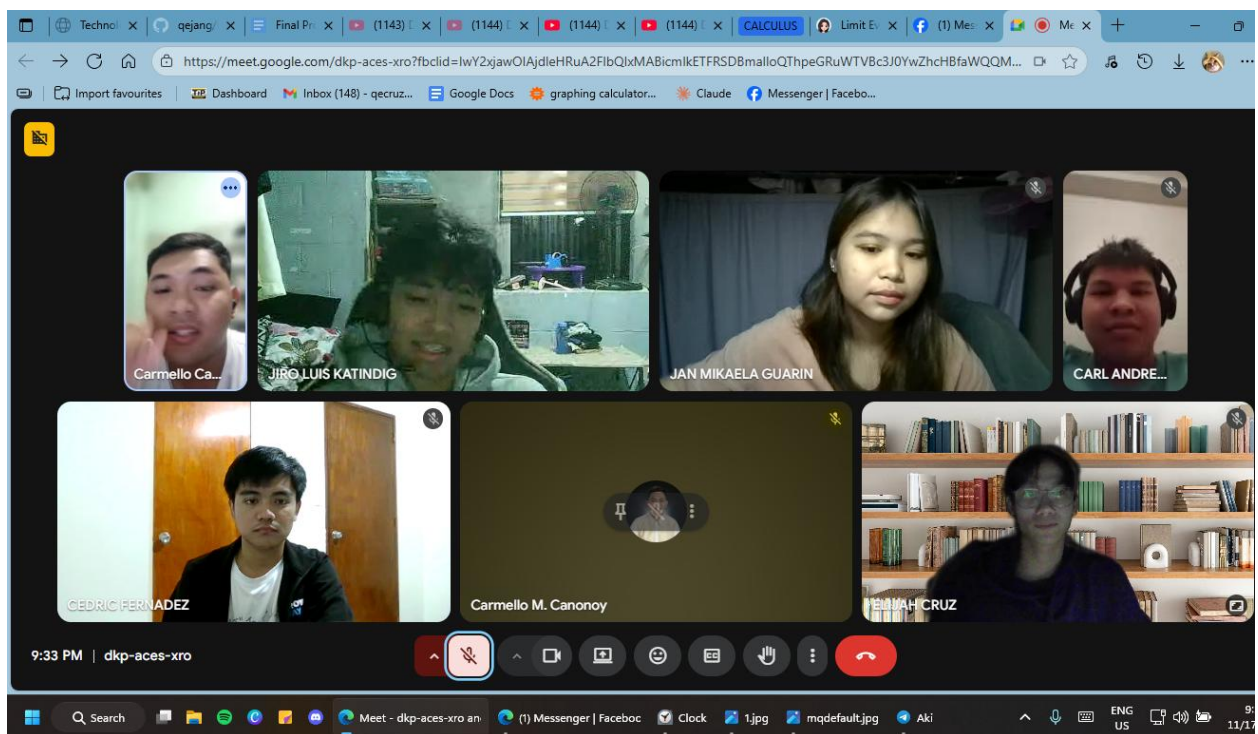 Technol
qejang/
Final Pr
(1143) [
(1144) [
(1144) [
(1144) [
CALCULUS
Limit Ev
(1) Mes
Me
https://meet.google.com/dkp-aces-xro?fbclid=IwY2xjawOIAjdleHRuA2FlbQIxMABicmlkETFRSDBmalloQThpeGRuWTVBc3J0YwZhcHBfaWQQM...
Import favourites
Dashboard
Inbox (148) - qecruz...
Google Docs
graphing calculator...
Claude
Messenger | Facebo...
Carmello Ca...
JIRO LUIS KATINDIG
JAN MIKAELA GUARIN
CARL ANDRE...
CEDRIC FERNADEZ
Carmello M. Canonoy
ELIJAH CRUZ
9:33 PM | dkp-aces-xro
Search
Meet - dkp-aces-xro an
(1) Messenger | Faceboc
Clock
1.jpg
mqdefault.jpg
Aki
ENG
US
9:
11/17